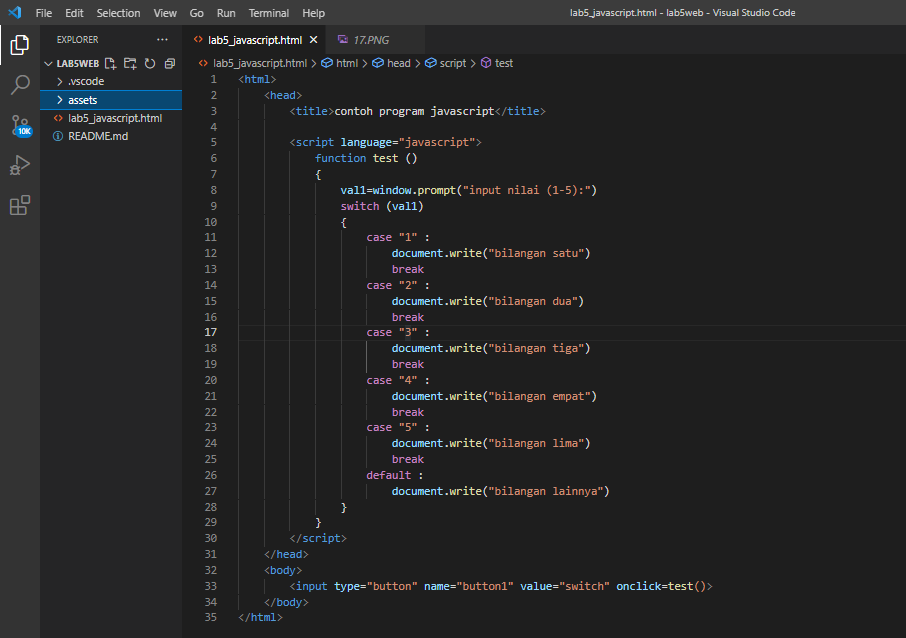 File Edit Selection View Go Run Terminal Help
lab5_javascript.html - lab5web - Visual Studio Code
EXPLORER
LAB5WEB
.vscode
assets
lab5_javascript.html
README.md
10K
lab5_javascript.html
17.PNG
lab5_javascript.html > html > head > script > test
1 <html>
2 <head>
3 <title>contoh program javascript</title>
4
5 <script language="javascript">
6 function test ()
7 {
8 val1=window.prompt("input nilai (1-5):")
9 switch (val1)
10 {
11 case "1" :
12 document.write("bilangan satu")
13 break
14 case "2" :
15 document.write("bilangan dua")
16 break
17 case "3" :
18 document.write("bilangan tiga")
19 break
20 case "4" :
21 document.write("bilangan empat")
22 break
23 case "5" :
24 document.write("bilangan lima")
25 break
26 default :
27 document.write("bilangan lainnya")
28 }
29 }
30 </script>
31 </head>
32 <body>
33 <input type="button" name="button1" value="switch" onclick=test()>
34 </body>
35 </html>